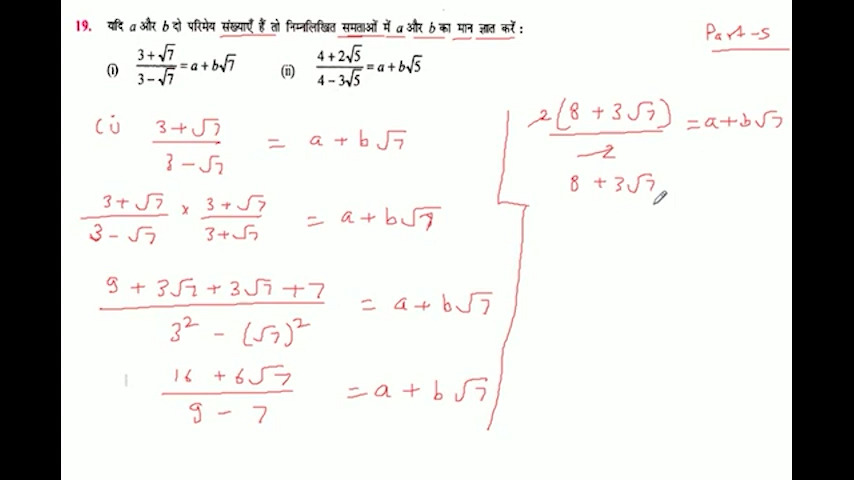 19. यदि a और b दो परिमेय संख्याएँ हैं तो निम्नलिखित समताओं में a और b का मान ज्ञात करें :
Part-5
(i) (3+√7)/(3−√7) = a+b√7 (ii) (4+2√5)/(4−3√5) = a+b√5
(i) (3+√7)/(3−√7) = a+b√7
(3+√7)/(3−√7) × (3+√7)/(3+√7) = a+b√7
(9+3√7+3√7+7)/(3²−(√7)²) = a+b√7
(16+6√7)/(9−7) = a+b√7
2(8+3√7)/2 = a+b√7
8+3√7